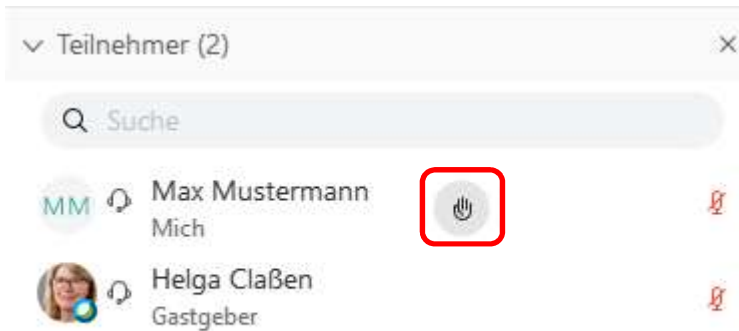 Teilnehmer (2)
Suche
MM Max Mustermann
Mich
Helga Claßen
Gastgeber